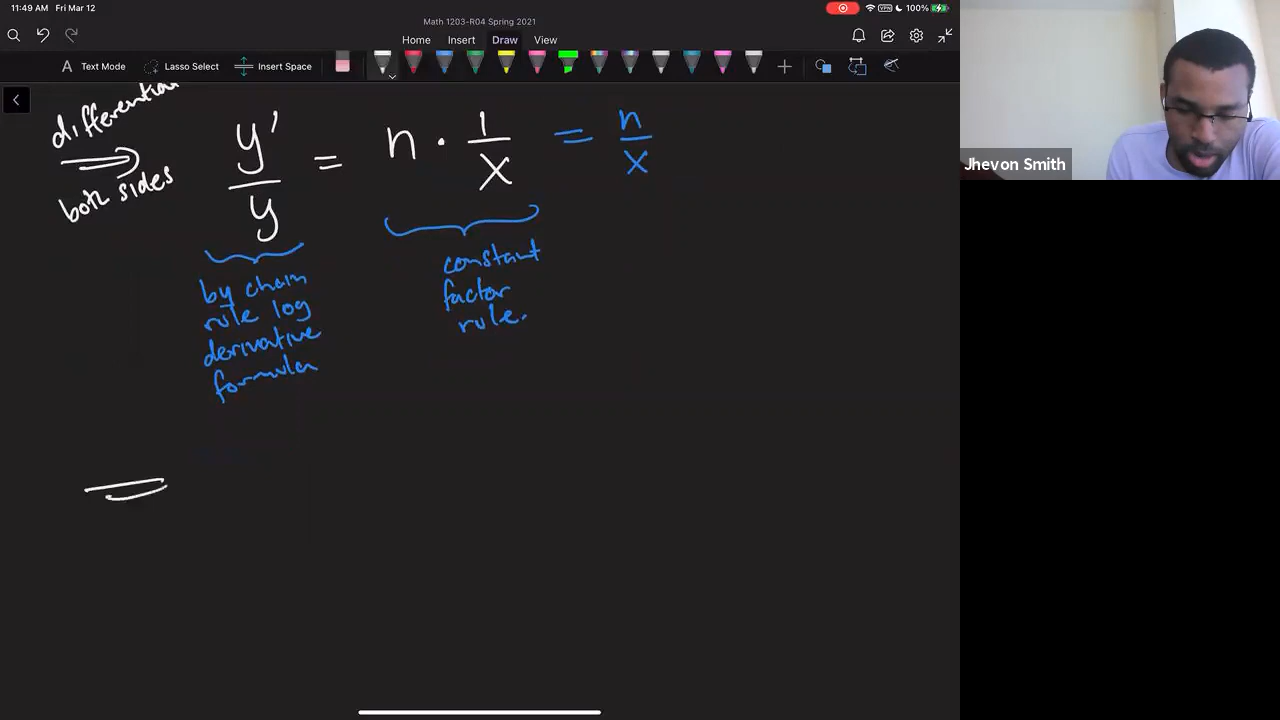 11:49 AM Fri Mar 12
VPN 100%
Math 1203-R04 Spring 2021
Home Insert Draw View
Text Mode Lasso Select Insert Space
both sides
y'/y = n · 1/x = n/x
by chain
rule log
derivative
formula
constant
factor
rule.
Jhevon Smith